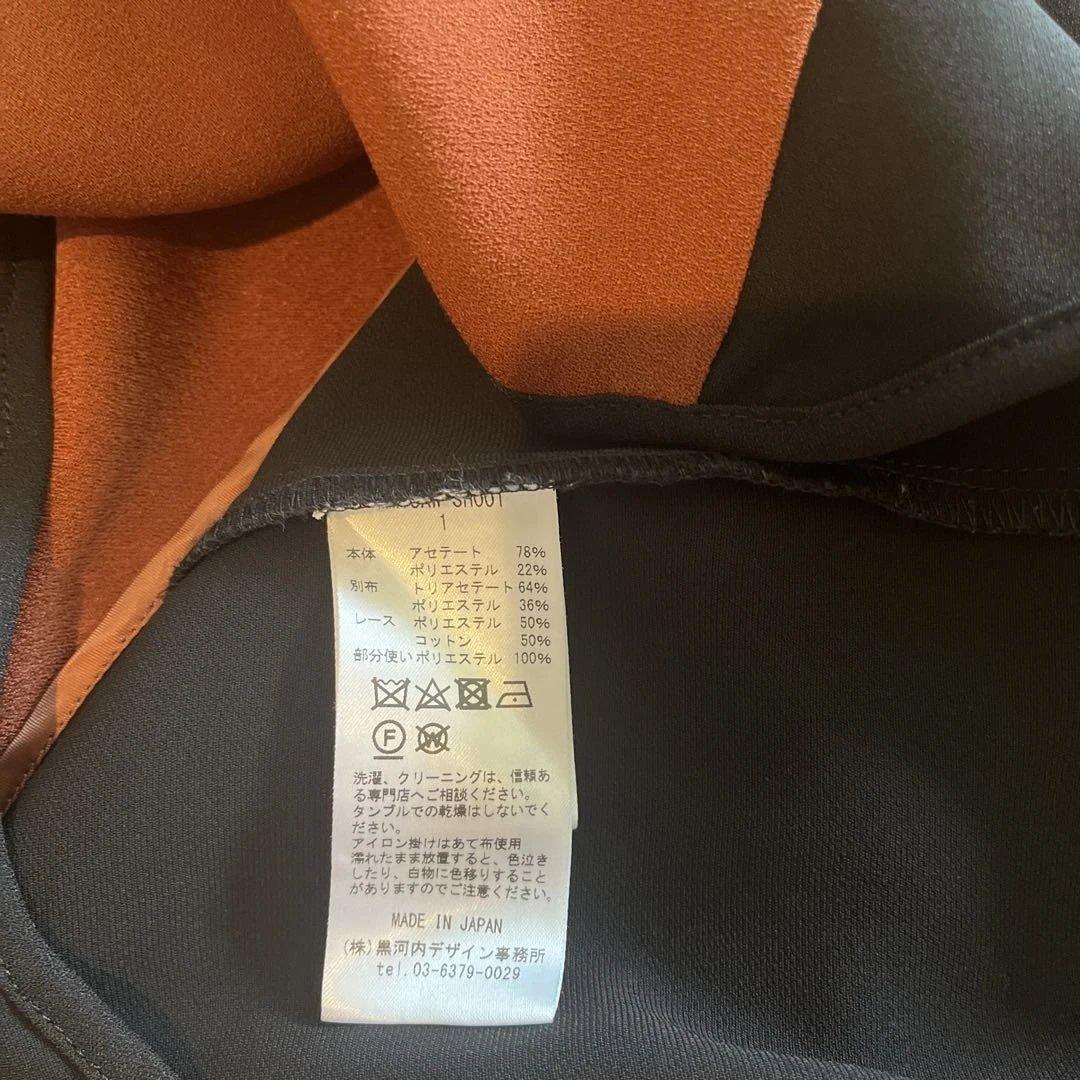 1
本体 アセテート 78%
ポリエステル 22%
別布 トリアセテート 64%
ポリエステル 36%
レース ポリエステル 50%
コットン 50%
部分使い ポリエステル 100%
F W
洗濯、クリーニングは、信頼あ
る専門店へご相談ください。
タンブルでの乾燥はしないでく
ださい。
アイロン掛けはあて布使用
濡れたまま放置すると、色泣き
したり、白物に色移りすること
がありますのでご注意ください。
MADE IN JAPAN
(株)黒河内デザイン事務所
tel.03-6379-0029